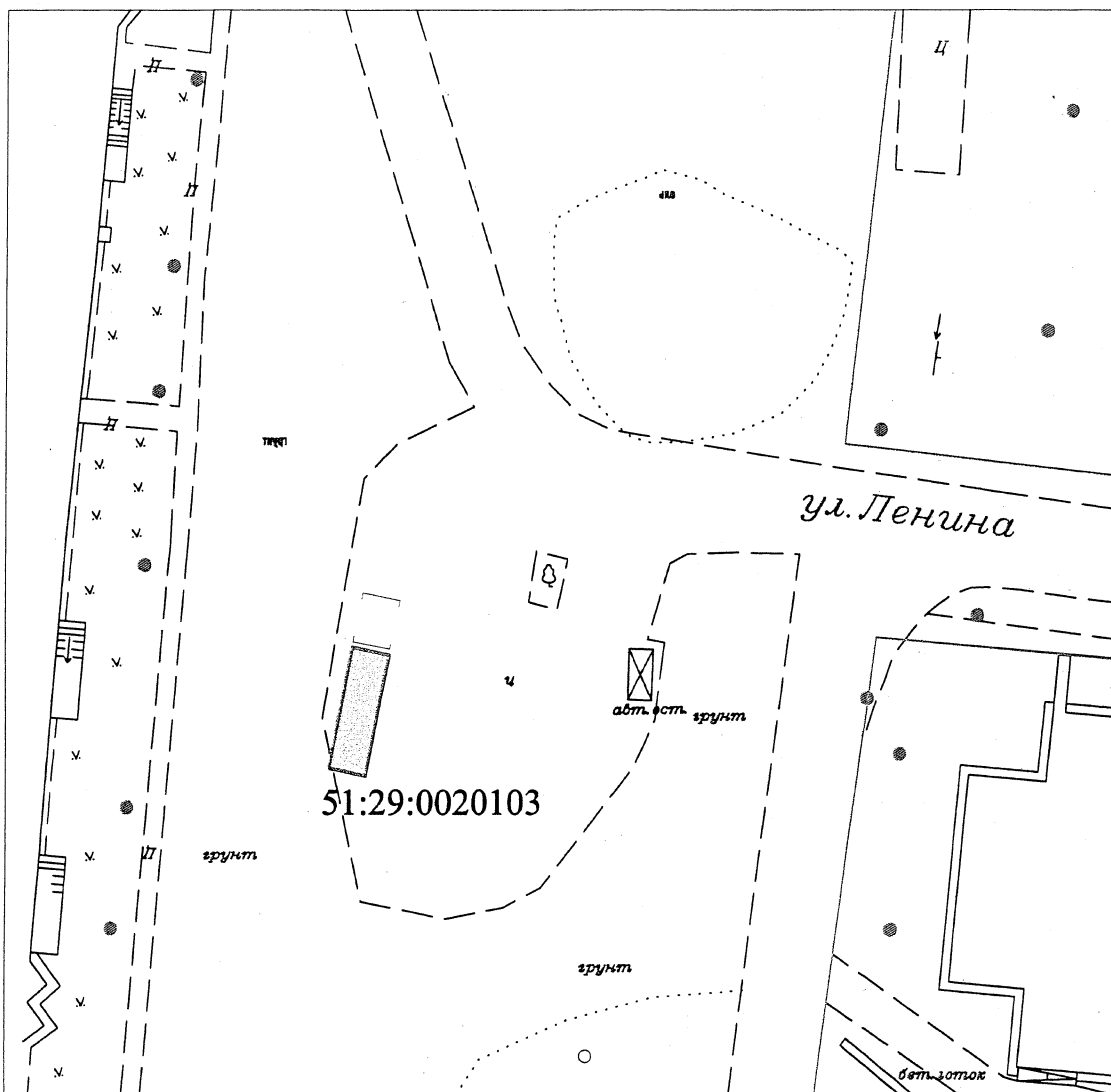 Ц
П
П
П
ул. Ленина
ц
авт. ост.
грунт
51:29:0020103
П
грунт
грунт
бет. лоток